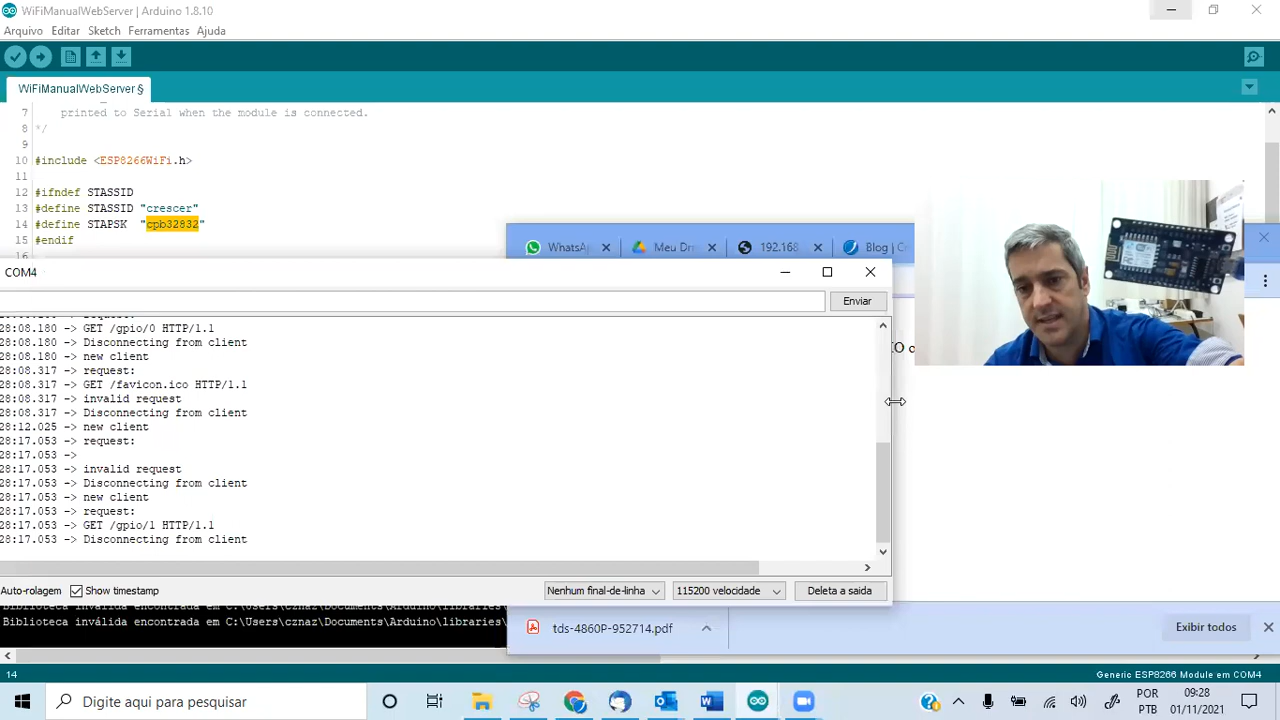 WiFiManualWebServer | Arduino 1.8.10
Arquivo Editar Sketch Ferramentas Ajuda
WiFiManualWebServer §
7 printed to Serial when the module is connected.
8 */
9
10 #include <ESP8266WiFi.h>
11
12 #ifndef STASSID
13 #define STASSID "crescer"
14 #define STAPSK "cpb32832"
15 #endif
16
WhatsA
Meu Dr
192.168
Blog | C
COM4
Enviar
request:
28:08.180 -> GET /gpio/0 HTTP/1.1
28:08.180 -> Disconnecting from client
28:08.180 -> new client
28:08.317 -> request:
28:08.317 -> GET /favicon.ico HTTP/1.1
28:08.317 -> invalid request
28:08.317 -> Disconnecting from client
28:12.025 -> new client
28:17.053 -> request:
28:17.053 ->
28:17.053 -> invalid request
28:17.053 -> Disconnecting from client
28:17.053 -> new client
28:17.053 -> request:
28:17.053 -> GET /gpio/1 HTTP/1.1
28:17.053 -> Disconnecting from client
IO
Auto-rolagem Show timestamp Nenhum final-de-linha 115200 velocidade Deleta a saida
Biblioteca inválida encontrada em C:\Users\cznaz\Documents\Arduino\libraries\
Biblioteca inválida encontrada em C:\Users\cznaz\Documents\Arduino\libraries\
tds-4860P-952714.pdf
Exibir todos
14
Generic ESP8266 Module em COM4
Digite aqui para pesquisar
POR
PTB
09:28
01/11/2021